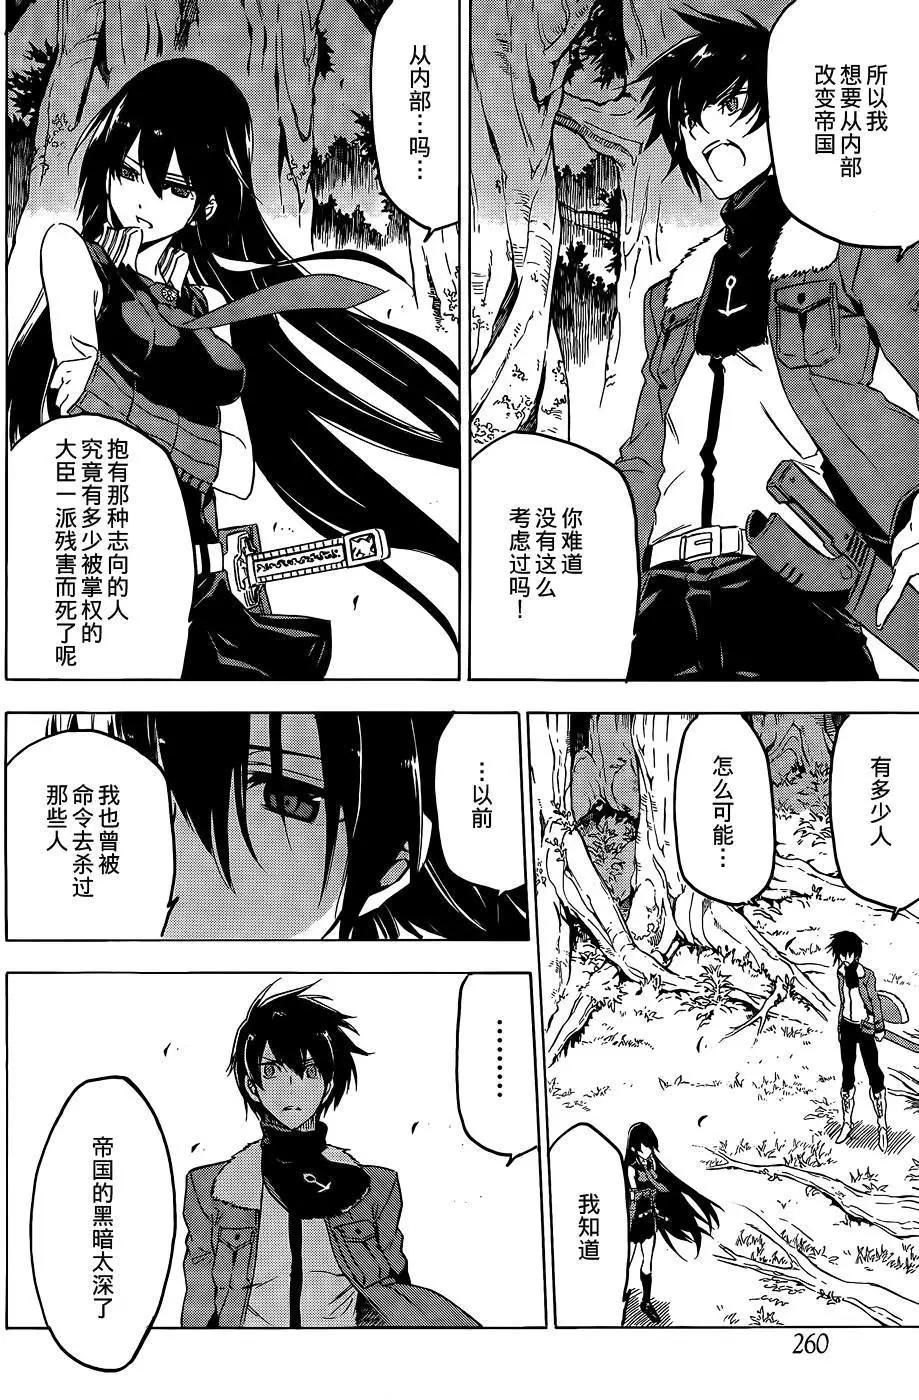 所以我
想要从内部
改变帝国
你难道
没有这么
考虑过吗！
从内部…吗…
抱有那种志向的人
究竟有多少被掌权的
大臣一派残害而死了呢
有多少人
怎么可能…
我知道
…以前
我也曾被
命令去杀过
那些人
………
帝国的黑暗太深了
260